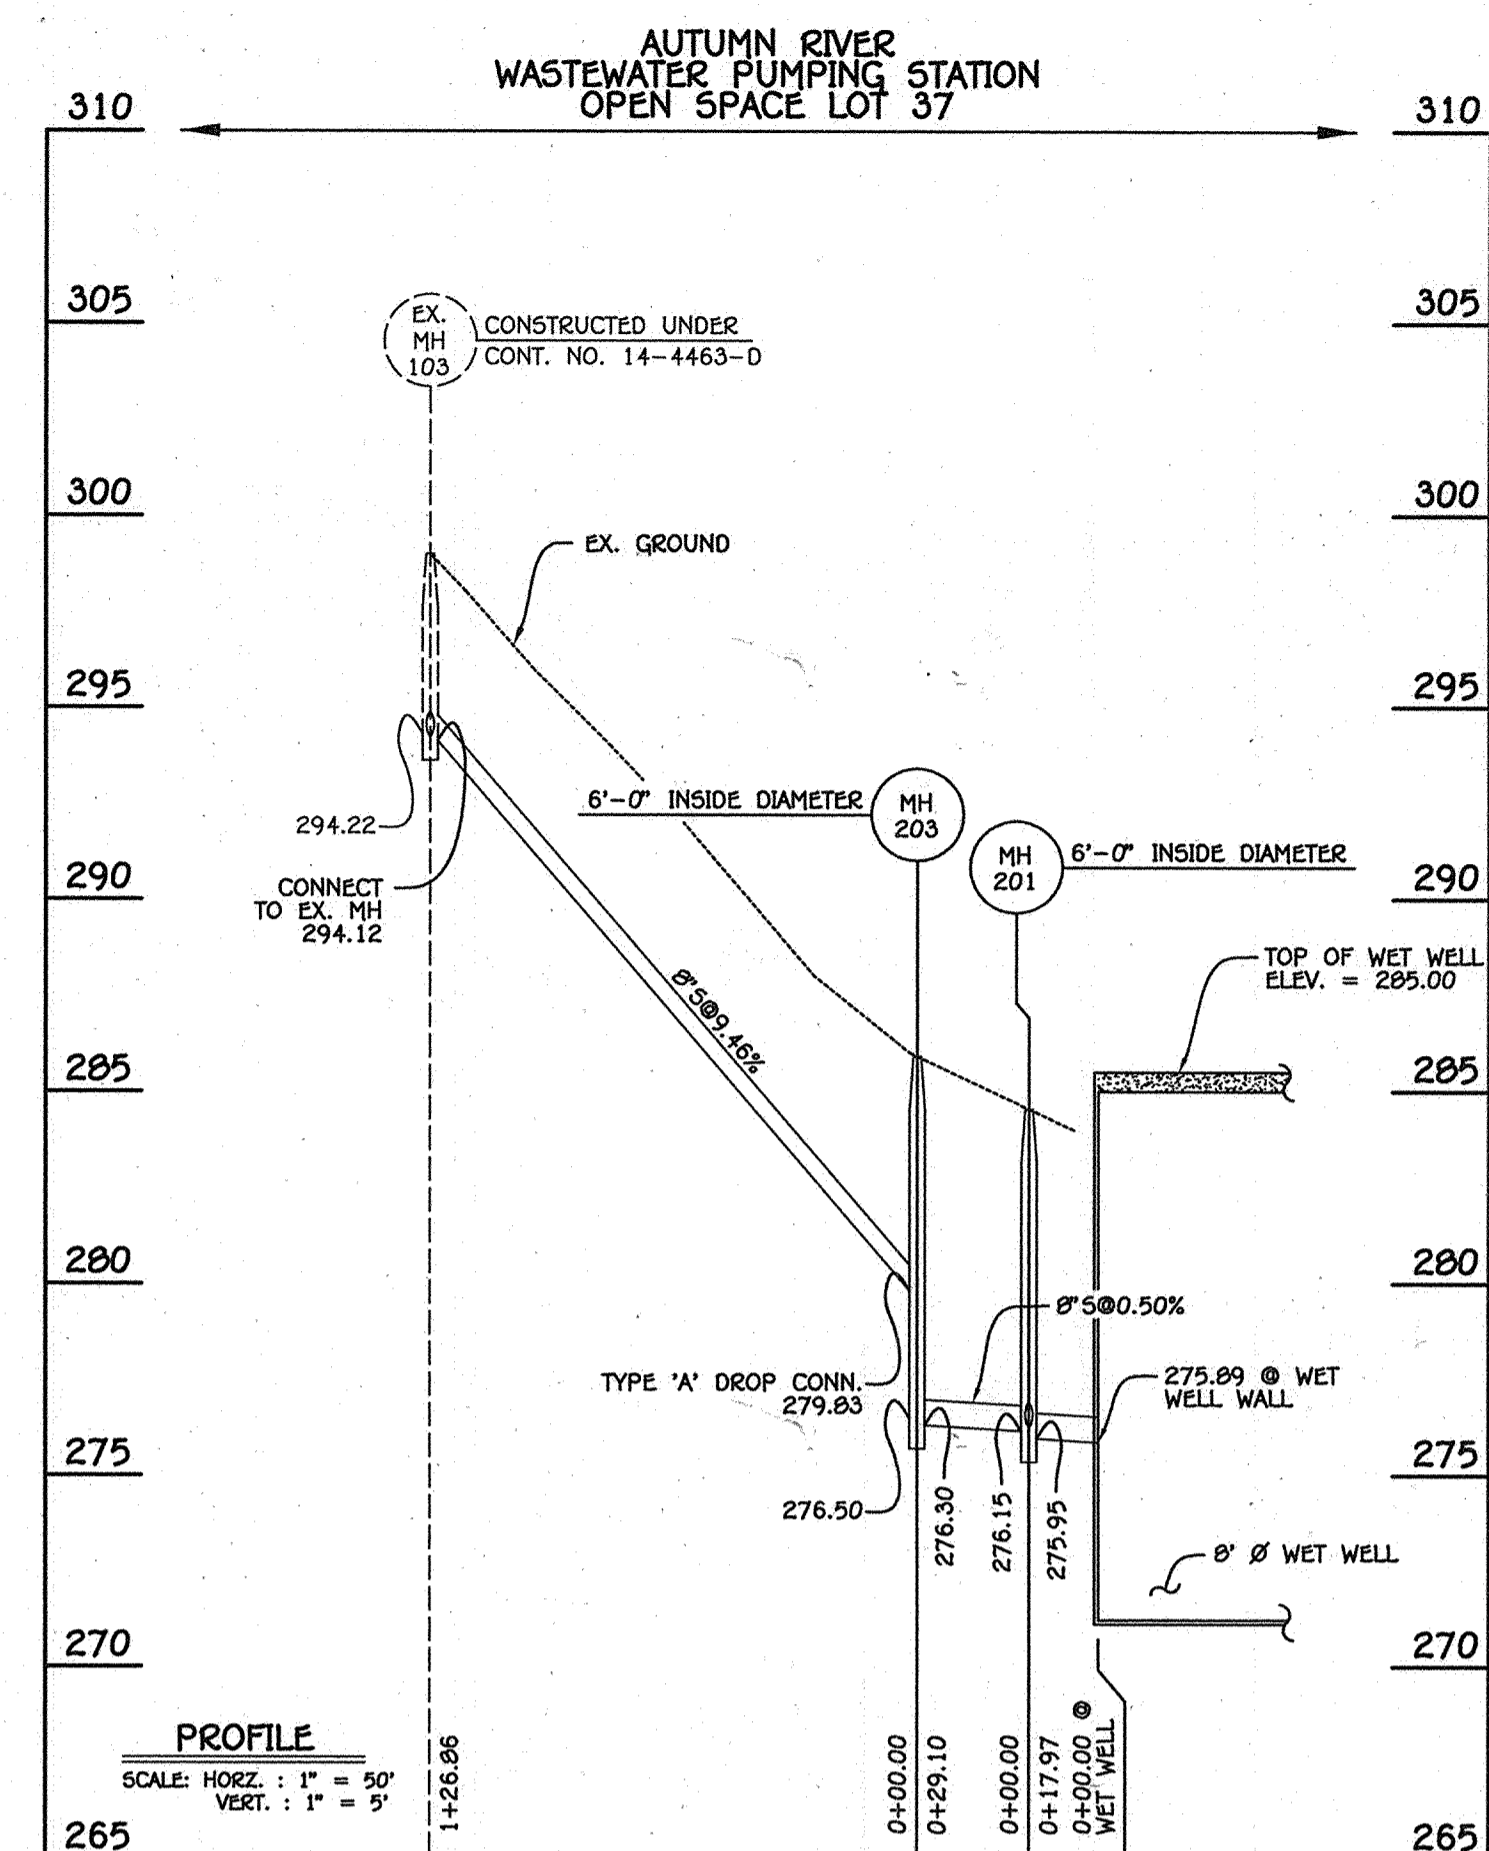 AUTUMN RIVER
WASTEWATER PUMPING STATION
OPEN SPACE LOT 37
310
310
305
305
EX.
MH
103
CONSTRUCTED UNDER
CONT. NO. 14-4463-D
300
300
EX. GROUND
295
295
294.22
6'-0" INSIDE DIAMETER
MH
203
MH
201
6'-0" INSIDE DIAMETER
290
290
CONNECT
TO EX. MH
294.12
TOP OF WET WELL
ELEV. = 285.00
8"S@9.46%
285
285
280
280
8"S@0.50%
TYPE 'A' DROP CONN.
279.83
275.89 @ WET
WELL WALL
275
275
276.50
276.30
276.15
275.95
8' Ø WET WELL
270
270
PROFILE
SCALE: HORZ. : 1" = 50'
VERT. : 1" = 5'
1+26.86
0+00.00
0+29.10
0+00.00
0+17.97
0+00.00 @
WET WELL
265
265